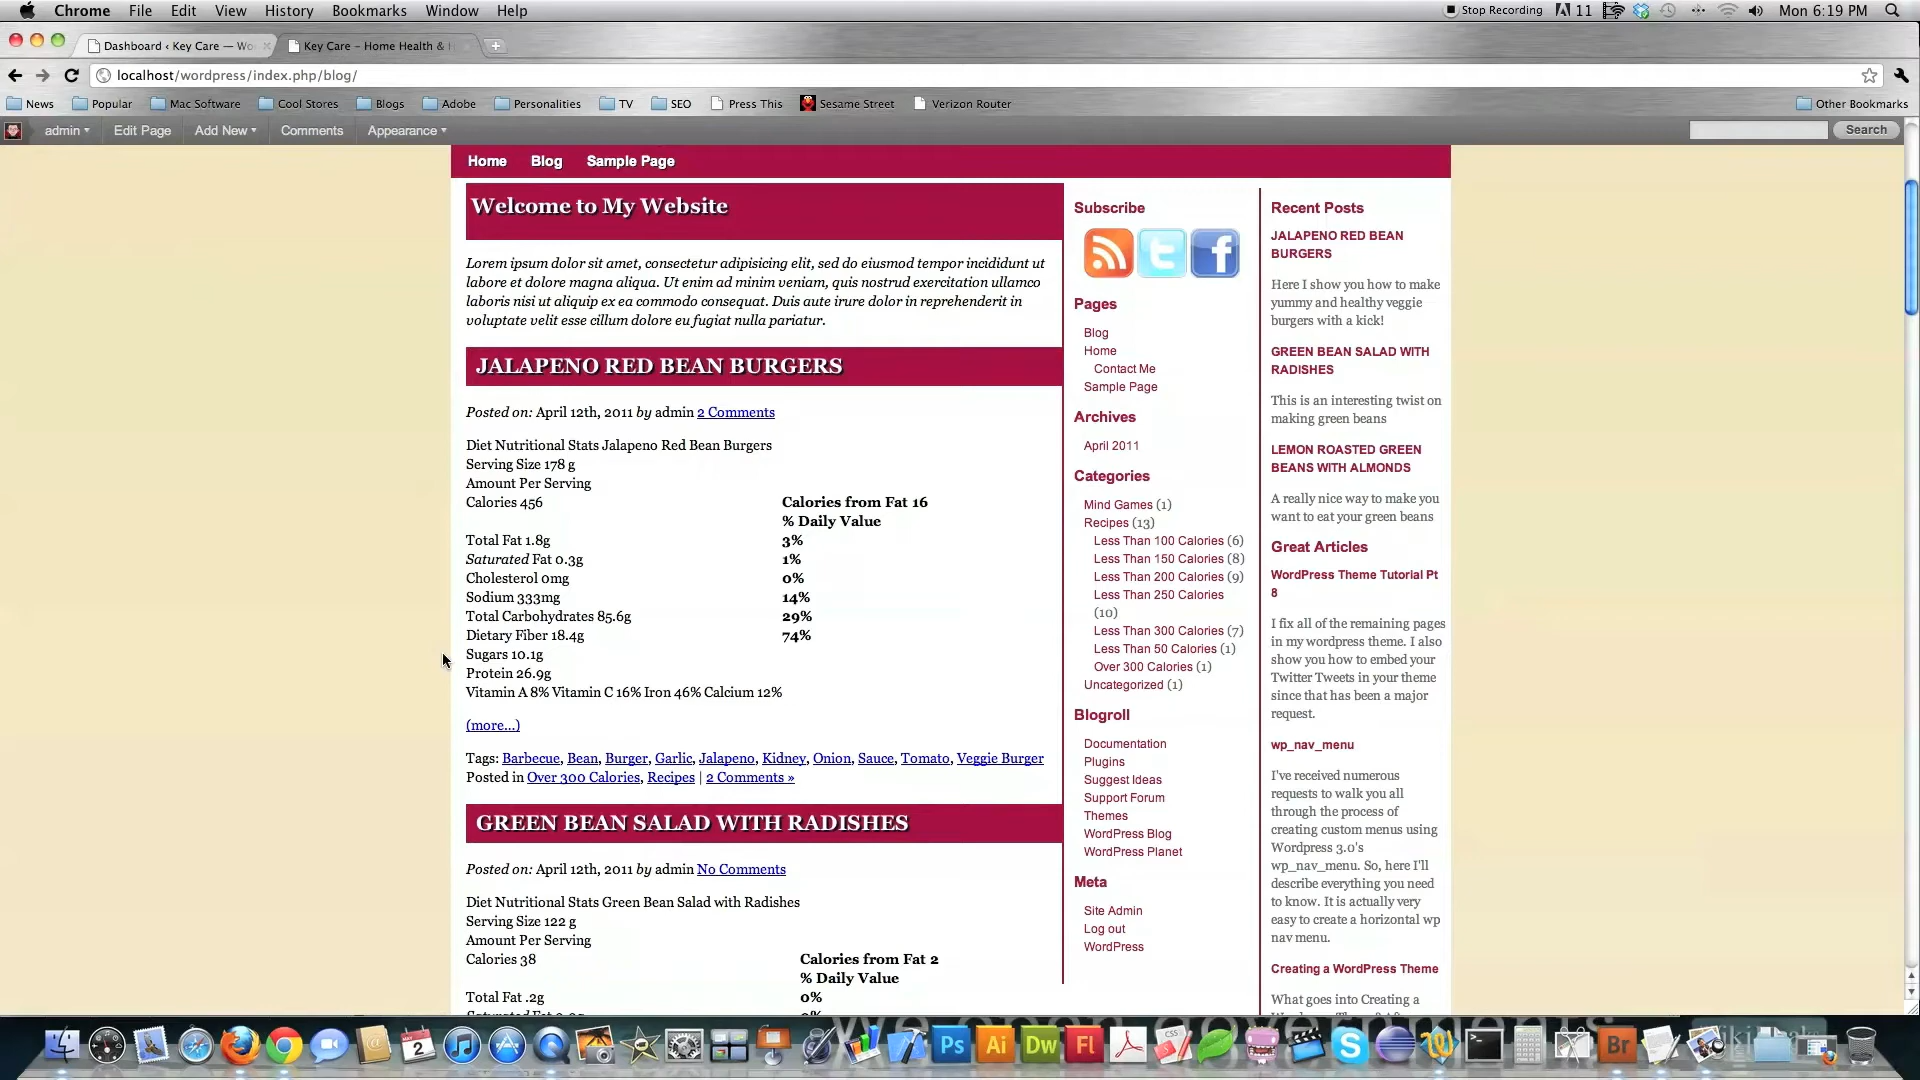 Chrome File Edit View History Bookmarks Window Help
Stop Recording 11 Mon 6:19 PM
Dashboard ‹ Key Care — Wo
Key Care – Home Health &
localhost/wordpress/index.php/blog/
News Popular Mac Software Cool Stores Blogs Adobe Personalities TV SEO Press This Sesame Street Verizon Router Other Bookmarks
admin Edit Page Add New Comments Appearance Search
Home Blog Sample Page
Welcome to My Website
Lorem ipsum dolor sit amet, consectetur adipisicing elit, sed do eiusmod tempor incididunt ut
labore et dolore magna aliqua. Ut enim ad minim veniam, quis nostrud exercitation ullamco
laboris nisi ut aliquip ex ea commodo consequat. Duis aute irure dolor in reprehenderit in
voluptate velit esse cillum dolore eu fugiat nulla pariatur.
JALAPENO RED BEAN BURGERS
Posted on: April 12th, 2011 by admin 2 Comments
Diet Nutritional Stats Jalapeno Red Bean Burgers
Serving Size 178 g
Amount Per Serving
Calories 456 Calories from Fat 16
% Daily Value
Total Fat 1.8g 3%
Saturated Fat 0.3g 1%
Cholesterol 0mg 0%
Sodium 333mg 14%
Total Carbohydrates 85.6g 29%
Dietary Fiber 18.4g 74%
Sugars 10.1g
Protein 26.9g
Vitamin A 8% Vitamin C 16% Iron 46% Calcium 12%
(more...)
Tags: Barbecue, Bean, Burger, Garlic, Jalapeno, Kidney, Onion, Sauce, Tomato, Veggie Burger
Posted in Over 300 Calories, Recipes | 2 Comments »
GREEN BEAN SALAD WITH RADISHES
Posted on: April 12th, 2011 by admin No Comments
Diet Nutritional Stats Green Bean Salad with Radishes
Serving Size 122 g
Amount Per Serving
Calories 38 Calories from Fat 2
% Daily Value
Total Fat .2g 0%
Subscribe
Pages
Blog
Home
Contact Me
Sample Page
Archives
April 2011
Categories
Mind Games (1)
Recipes (13)
Less Than 100 Calories (6)
Less Than 150 Calories (8)
Less Than 200 Calories (9)
Less Than 250 Calories
(10)
Less Than 300 Calories (7)
Less Than 50 Calories (1)
Over 300 Calories (1)
Uncategorized (1)
Blogroll
Documentation
Plugins
Suggest Ideas
Support Forum
Themes
WordPress Blog
WordPress Planet
Meta
Site Admin
Log out
WordPress
Recent Posts
JALAPENO RED BEAN
BURGERS
Here I show you how to make
yummy and healthy veggie
burgers with a kick!
GREEN BEAN SALAD WITH
RADISHES
This is an interesting twist on
making green beans
LEMON ROASTED GREEN
BEANS WITH ALMONDS
A really nice way to make you
want to eat your green beans
Great Articles
WordPress Theme Tutorial Pt
8
I fix all of the remaining pages
in my wordpress theme. I also
show you how to embed your
Twitter Tweets in your theme
since that has been a major
request.
wp_nav_menu
I've received numerous
requests to walk you all
through the process of
creating custom menus using
Wordpress 3.0's
wp_nav_menu. So, here I'll
describe everything you need
to know. It is actually very
easy to create a horizontal wp
nav menu.
Creating a WordPress Theme
What goes into Creating a
2 Ps Ai Dw Fl Br